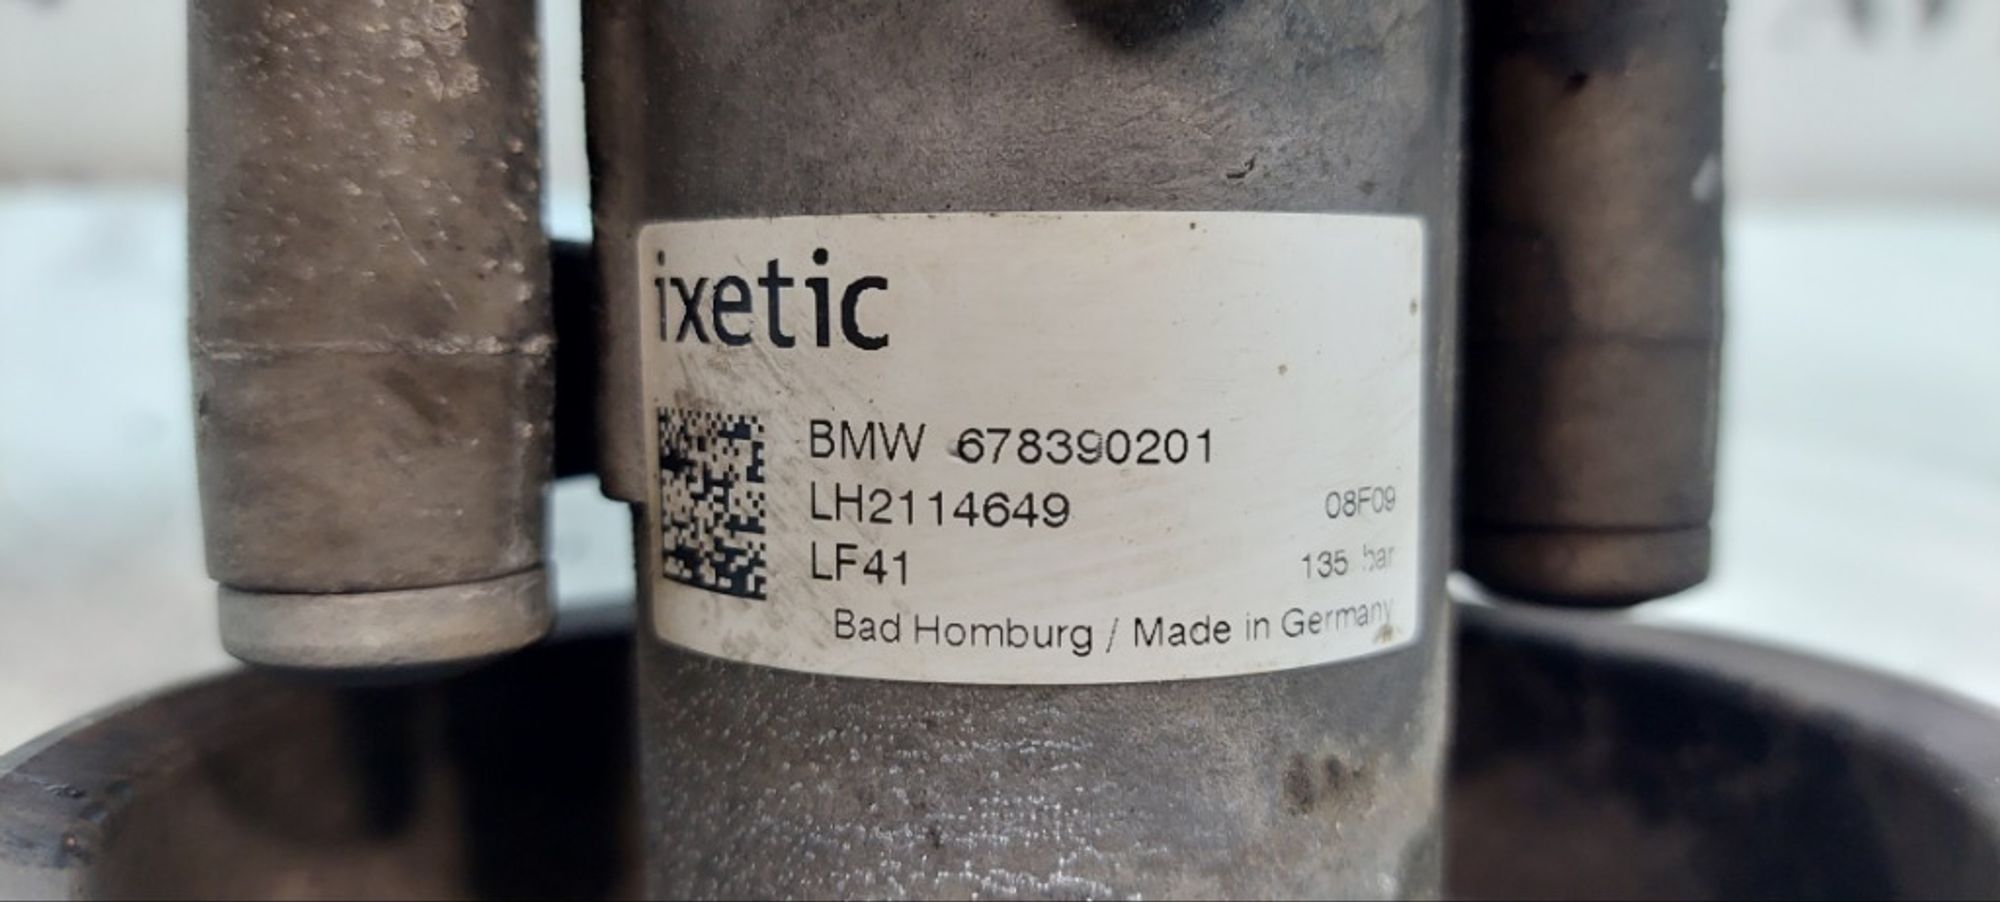 ixetic
BMW 678390201
LH2114649 08F09
LF41 135 bar
Bad Homburg / Made in Germany